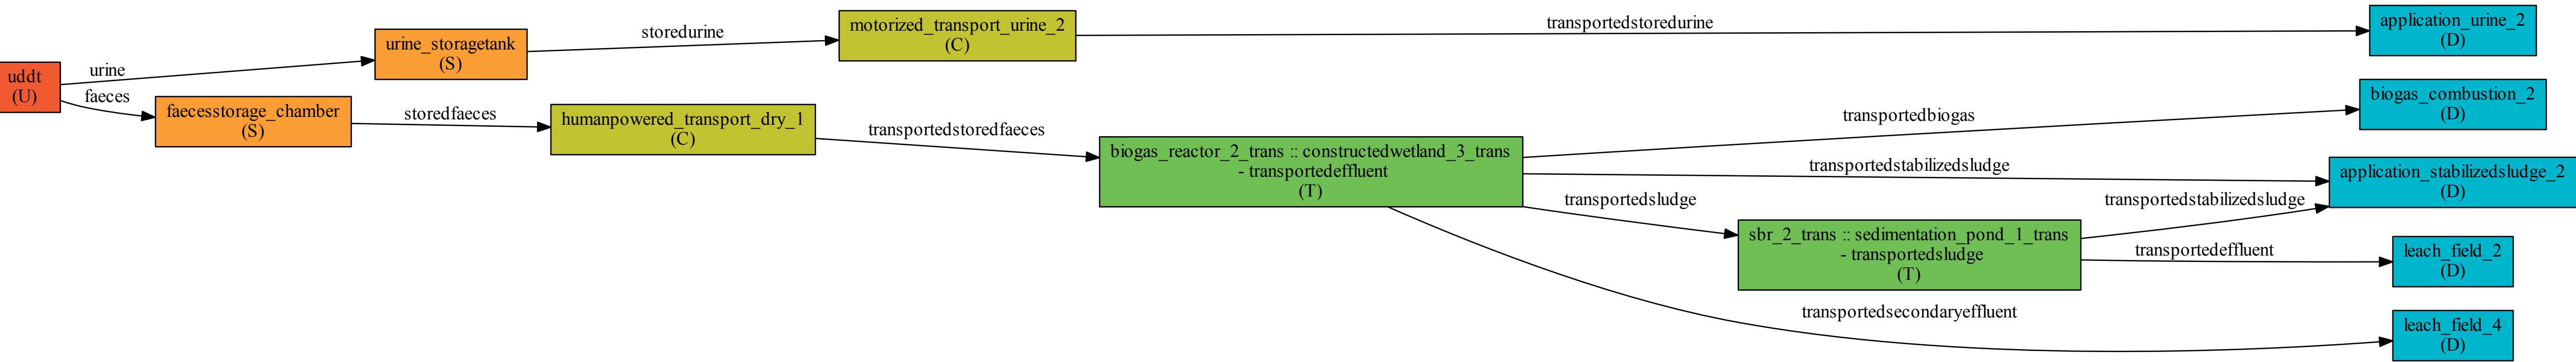 uddt
(U)
urine
faeces
urine_storagetank
(S)
faecesstorage_chamber
(S)
storedurine
storedfaeces
motorized_transport_urine_2
(C)
humanpowered_transport_dry_1
(C)
transportedstoredurine
transportedstoredfaeces
biogas_reactor_2_trans :: constructedwetland_3_trans
- transportedeffluent
(T)
transportedbiogas
transportedstabilizedsludge
transportedsludge
transportedsecondaryeffluent
sbr_2_trans :: sedimentation_pond_1_trans
- transportedsludge
(T)
transportedstabilizedsludge
transportedeffluent
application_urine_2
(D)
biogas_combustion_2
(D)
application_stabilizedsludge_2
(D)
leach_field_2
(D)
leach_field_4
(D)